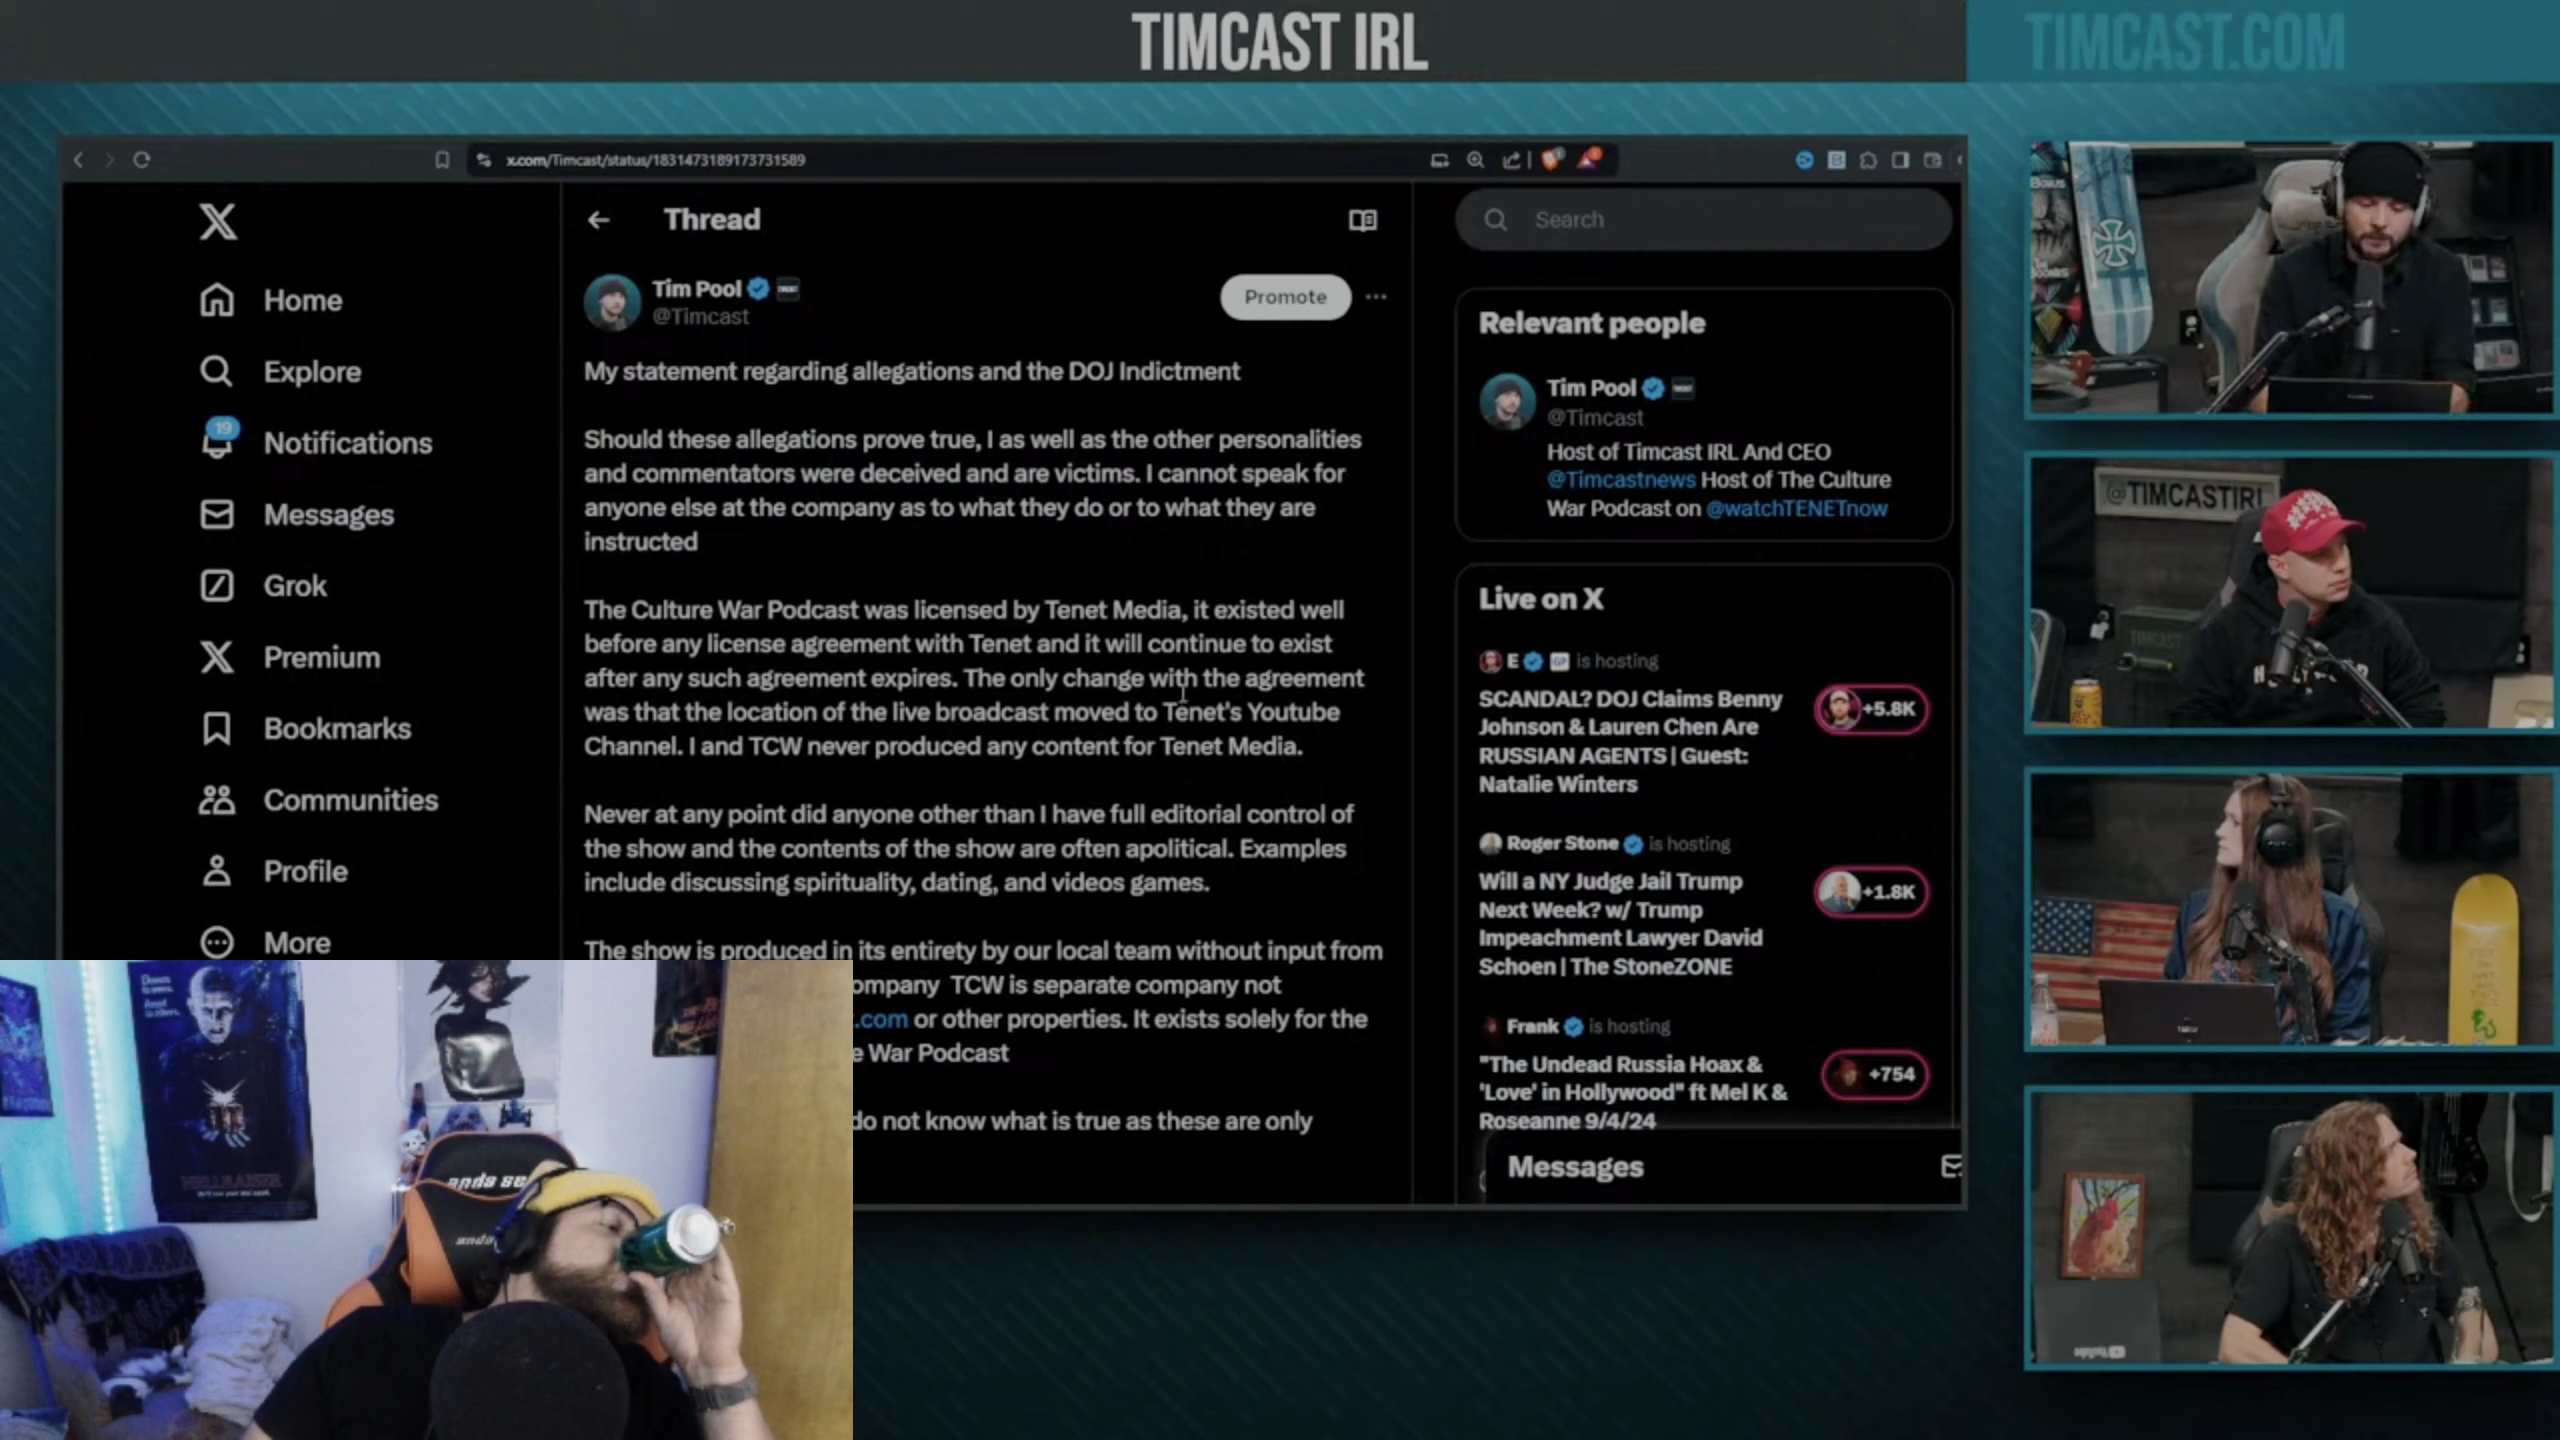 TIMCAST IRL
TIMCAST.COM
x.com/Timcast/status/1831473189173731589
Home
Explore
19
Notifications
Messages
Grok
Premium
Bookmarks
Communities
Profile
More
Thread
Tim Pool
@Timcast
Promote
My statement regarding allegations and the DOJ Indictment
Should these allegations prove true, I as well as the other personalities
and commentators were deceived and are victims. I cannot speak for
anyone else at the company as to what they do or to what they are
instructed
The Culture War Podcast was licensed by Tenet Media, it existed well
before any license agreement with Tenet and it will continue to exist
after any such agreement expires. The only change with the agreement
was that the location of the live broadcast moved to Tenet's Youtube
Channel. I and TCW never produced any content for Tenet Media.
Never at any point did anyone other than I have full editorial control of
the show and the contents of the show are often apolitical. Examples
include discussing spirituality, dating, and videos games.
The show is produced in its entirety by our local team without input from
ompany TCW is separate company not
.com or other properties. It exists solely for the
e War Podcast
do not know what is true as these are only
Search
Relevant people
Tim Pool
@Timcast
Host of Timcast IRL And CEO
@Timcastnews Host of The Culture
War Podcast on @watchTENETnow
Live on X
E is hosting
SCANDAL? DOJ Claims Benny
Johnson & Lauren Chen Are
RUSSIAN AGENTS | Guest:
Natalie Winters
+5.8K
Roger Stone is hosting
Will a NY Judge Jail Trump
Next Week? w/ Trump
Impeachment Lawyer David
Schoen | The StoneZONE
+1.8K
Frank is hosting
"The Undead Russia Hoax &
'Love' in Hollywood" ft Mel K &
Roseanne 9/4/24
+754
Messages
@TIMCASTIRL
TIMCAST
HELLRAISER